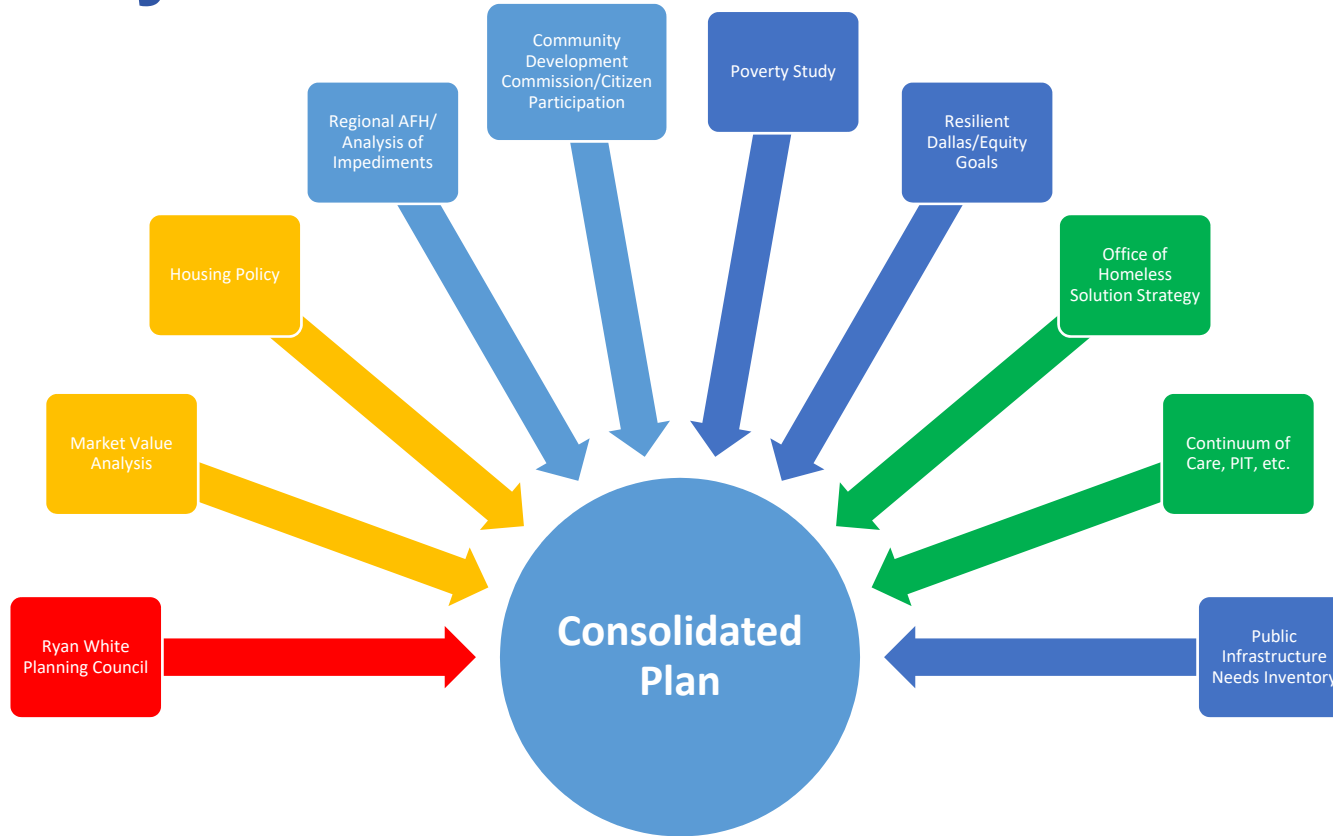 Community
Development
Commission/Citizen
Participation
Poverty Study
Regional AFH/
Analysis of
Impediments
Resilient
Dallas/Equity
Goals
Housing Policy
Office of
Homeless
Solution Strategy
Market Value
Analysis
Continuum of
Care, PIT, etc.
Ryan White
Planning Council
Consolidated
Plan
Public
Infrastructure
Needs Inventory